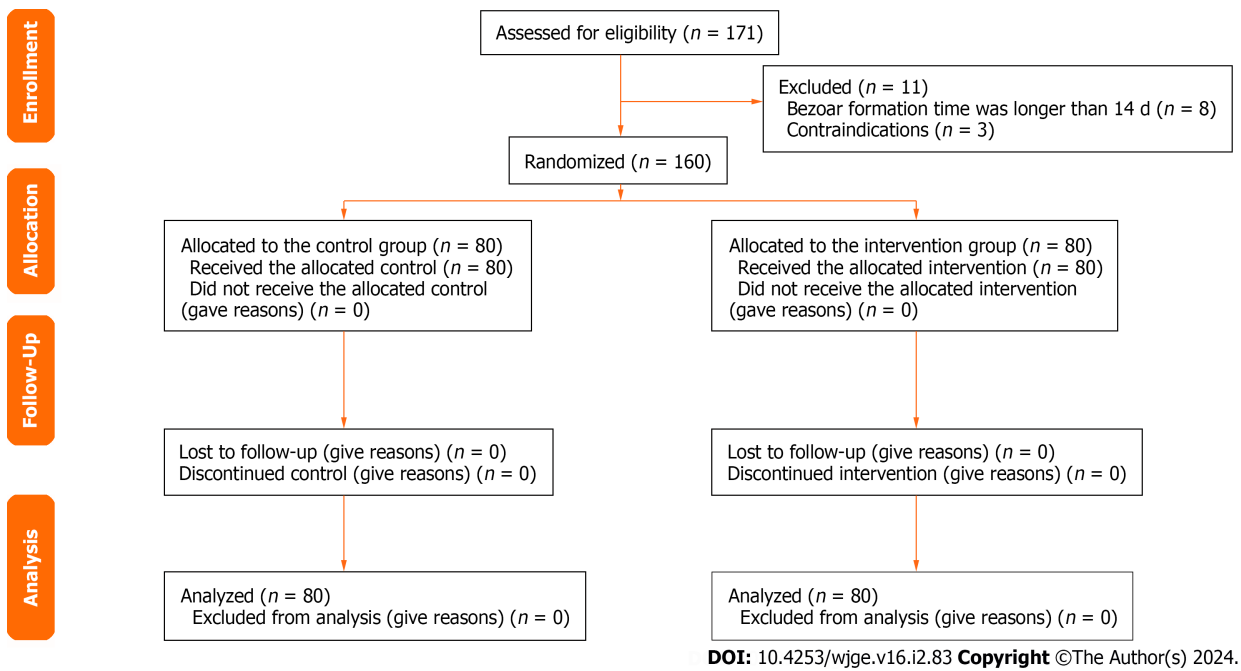 Enrollment
Assessed for eligibility (n = 171)
Excluded (n = 11)
Bezoar formation time was longer than 14 d (n = 8)
Contraindications (n = 3)
Randomized (n = 160)
Allocation
Allocated to the control group (n = 80)
Received the allocated control (n = 80)
Did not receive the allocated control
(gave reasons) (n = 0)
Allocated to the intervention group (n = 80)
Received the allocated intervention (n = 80)
Did not receive the allocated intervention
(gave reasons) (n = 0)
Follow-Up
Lost to follow-up (give reasons) (n = 0)
Discontinued control (give reasons) (n = 0)
Lost to follow-up (give reasons) (n = 0)
Discontinued intervention (give reasons) (n = 0)
Analysis
Analyzed (n = 80)
Excluded from analysis (give reasons) (n = 0)
Analyzed (n = 80)
Excluded from analysis (give reasons) (n = 0)
DOI: 10.4253/wjge.v16.i2.83 Copyright ©The Author(s) 2024.